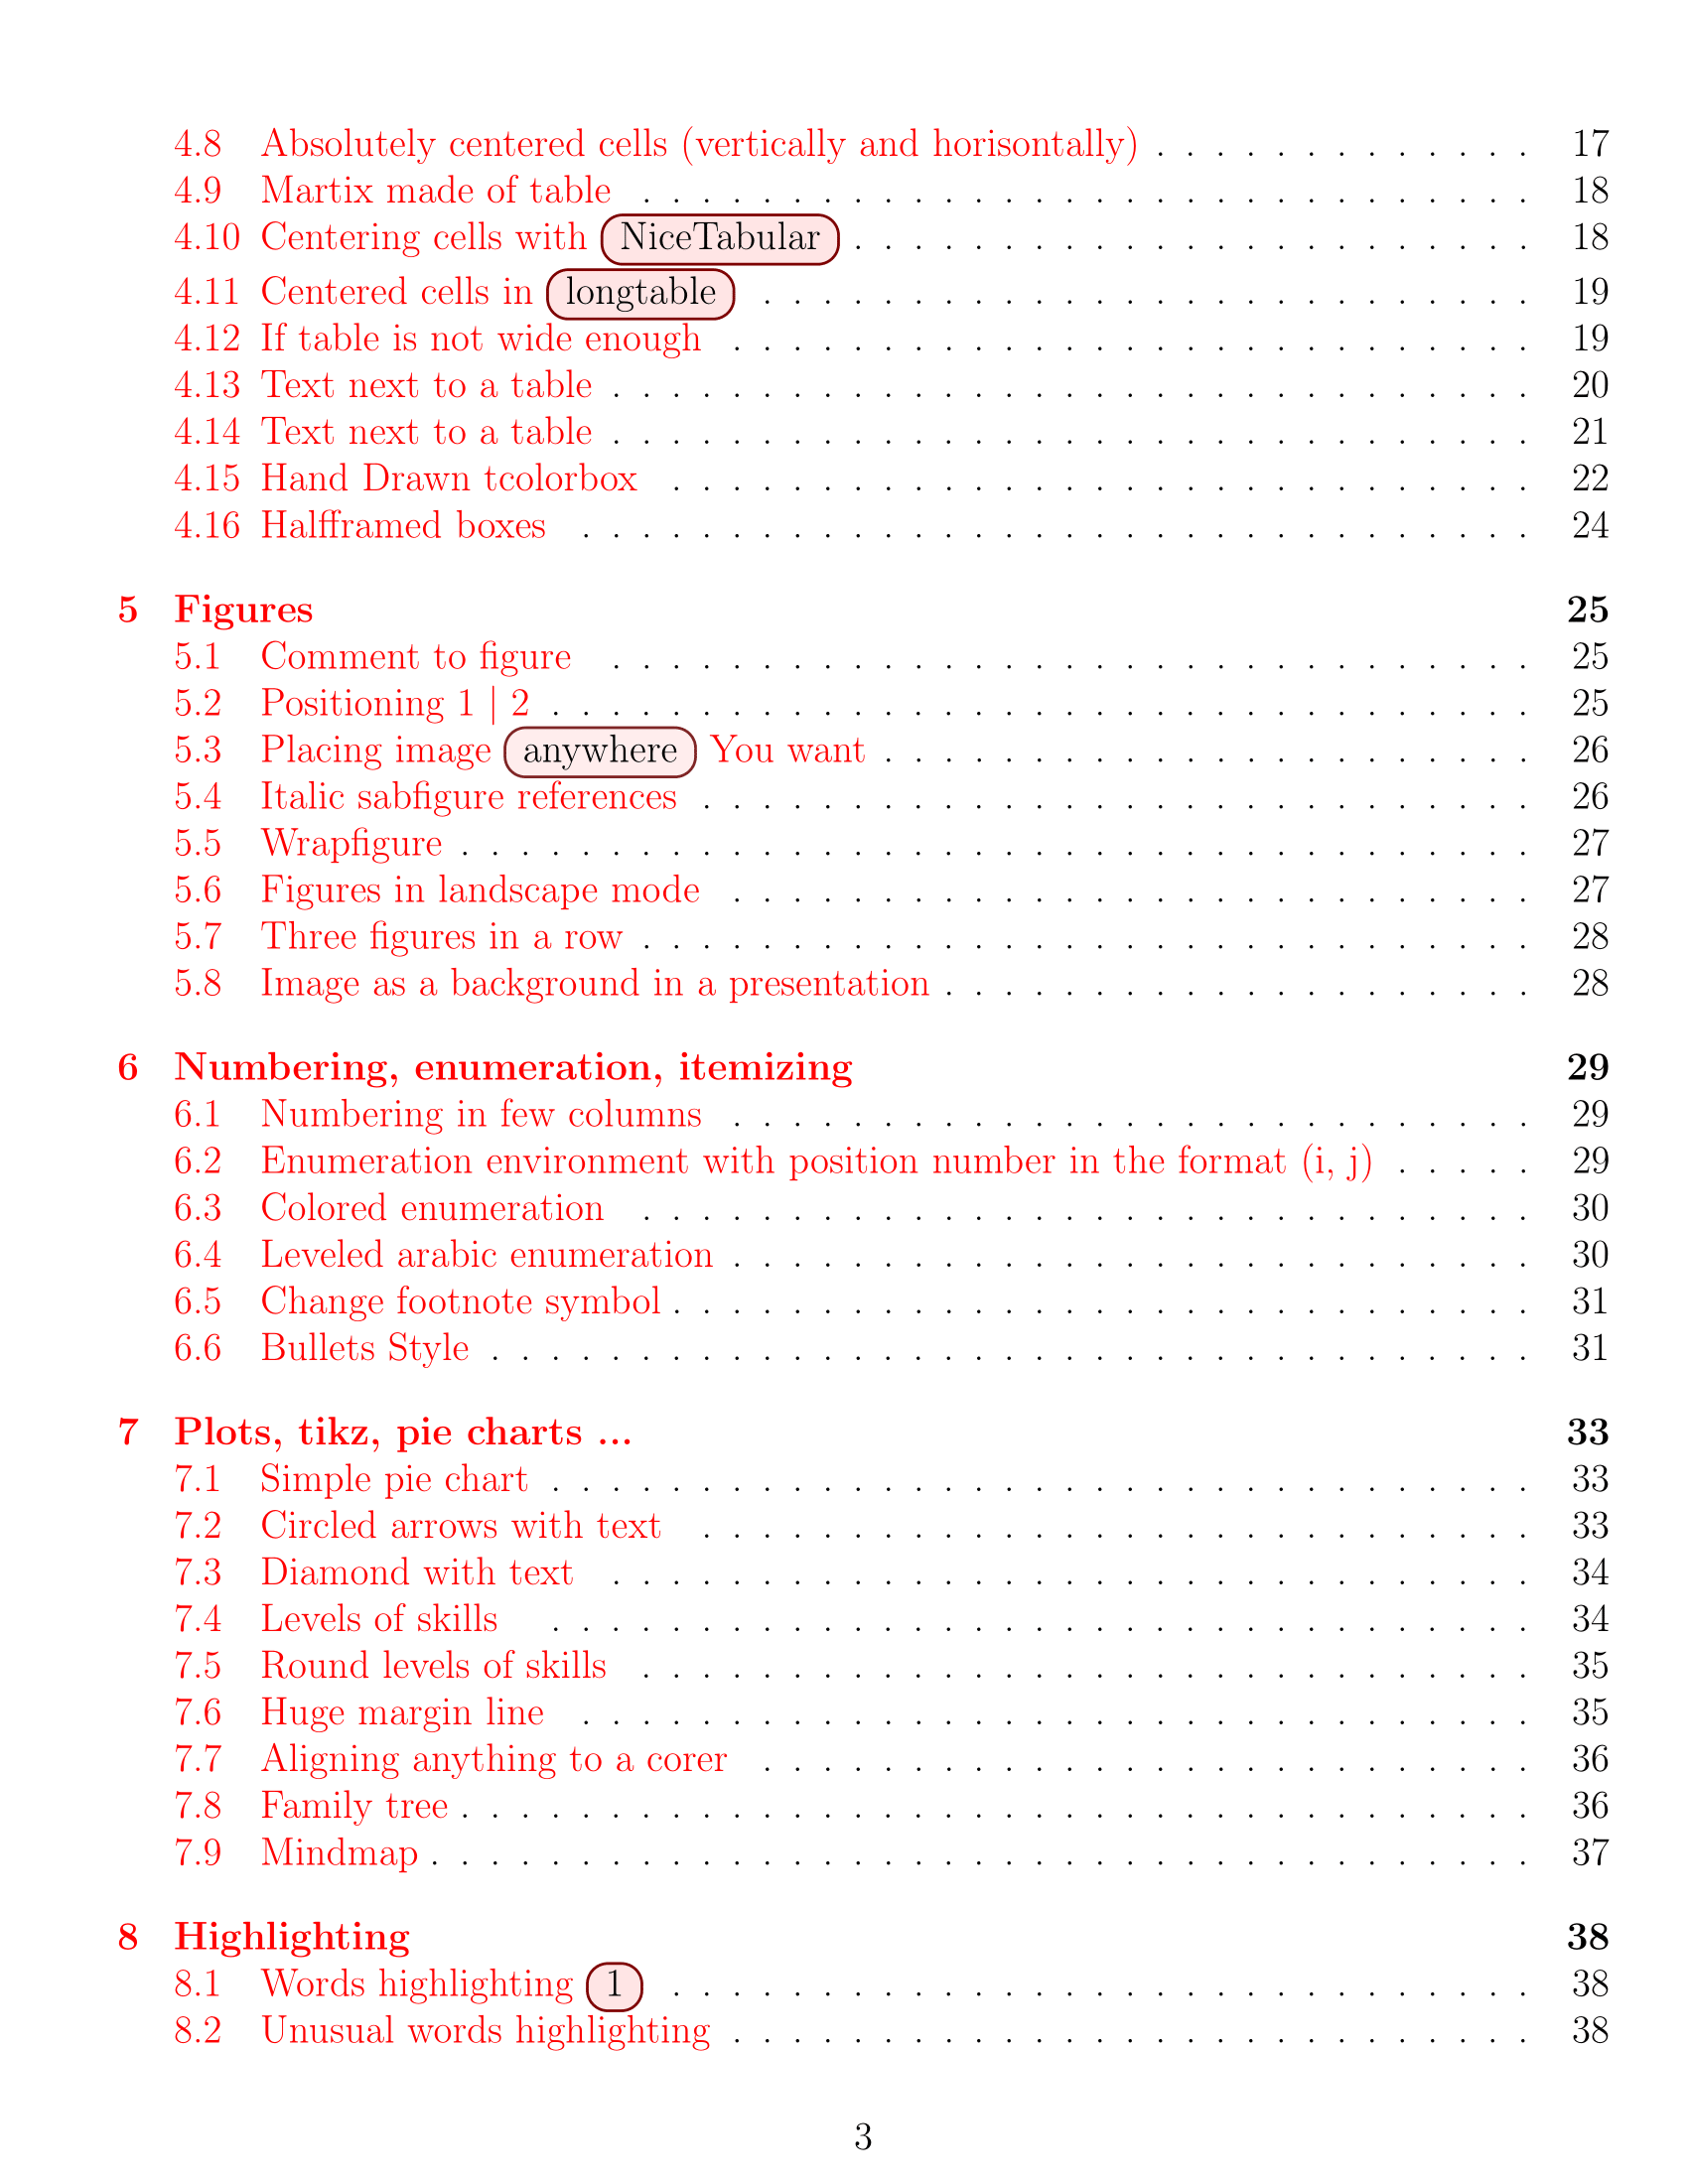 4.8 Absolutely centered cells (vertically and horisontally) . . . . . . . . . . . . . 17
4.9 Martix made of table . . . . . . . . . . . . . . . . . . . . . . . . . . . . . . 18
4.10 Centering cells with NiceTabular . . . . . . . . . . . . . . . . . . . . . . . 18
4.11 Centered cells in longtable . . . . . . . . . . . . . . . . . . . . . . . . . . 19
4.12 If table is not wide enough . . . . . . . . . . . . . . . . . . . . . . . . . . . 19
4.13 Text next to a table . . . . . . . . . . . . . . . . . . . . . . . . . . . . . . . 20
4.14 Text next to a table . . . . . . . . . . . . . . . . . . . . . . . . . . . . . . . 21
4.15 Hand Drawn tcolorbox . . . . . . . . . . . . . . . . . . . . . . . . . . . . . 22
4.16 Halfframed boxes . . . . . . . . . . . . . . . . . . . . . . . . . . . . . . . . 24
5 Figures 25
5.1 Comment to figure . . . . . . . . . . . . . . . . . . . . . . . . . . . . . . . 25
5.2 Positioning 1 | 2 . . . . . . . . . . . . . . . . . . . . . . . . . . . . . . . . . 25
5.3 Placing image anywhere You want . . . . . . . . . . . . . . . . . . . . . . 26
5.4 Italic sabfigure references . . . . . . . . . . . . . . . . . . . . . . . . . . . . 26
5.5 Wrapfigure . . . . . . . . . . . . . . . . . . . . . . . . . . . . . . . . . . . . 27
5.6 Figures in landscape mode . . . . . . . . . . . . . . . . . . . . . . . . . . . 27
5.7 Three figures in a row . . . . . . . . . . . . . . . . . . . . . . . . . . . . . . 28
5.8 Image as a background in a presentation . . . . . . . . . . . . . . . . . . . . 28
6 Numbering, enumeration, itemizing 29
6.1 Numbering in few columns . . . . . . . . . . . . . . . . . . . . . . . . . . . 29
6.2 Enumeration environment with position number in the format (i, j) . . . . . 29
6.3 Colored enumeration . . . . . . . . . . . . . . . . . . . . . . . . . . . . . . 30
6.4 Leveled arabic enumeration . . . . . . . . . . . . . . . . . . . . . . . . . . . 30
6.5 Change footnote symbol . . . . . . . . . . . . . . . . . . . . . . . . . . . . . 31
6.6 Bullets Style . . . . . . . . . . . . . . . . . . . . . . . . . . . . . . . . . . . 31
7 Plots, tikz, pie charts ... 33
7.1 Simple pie chart . . . . . . . . . . . . . . . . . . . . . . . . . . . . . . . . . 33
7.2 Circled arrows with text . . . . . . . . . . . . . . . . . . . . . . . . . . . . 33
7.3 Diamond with text . . . . . . . . . . . . . . . . . . . . . . . . . . . . . . . 34
7.4 Levels of skills . . . . . . . . . . . . . . . . . . . . . . . . . . . . . . . . . 34
7.5 Round levels of skills . . . . . . . . . . . . . . . . . . . . . . . . . . . . . . 35
7.6 Huge margin line . . . . . . . . . . . . . . . . . . . . . . . . . . . . . . . . 35
7.7 Aligning anything to a corer . . . . . . . . . . . . . . . . . . . . . . . . . . 36
7.8 Family tree . . . . . . . . . . . . . . . . . . . . . . . . . . . . . . . . . . . . 36
7.9 Mindmap . . . . . . . . . . . . . . . . . . . . . . . . . . . . . . . . . . . . . 37
8 Highlighting 38
8.1 Words highlighting 1 . . . . . . . . . . . . . . . . . . . . . . . . . . . . . 38
8.2 Unusual words highlighting . . . . . . . . . . . . . . . . . . . . . . . . . . . 38
3